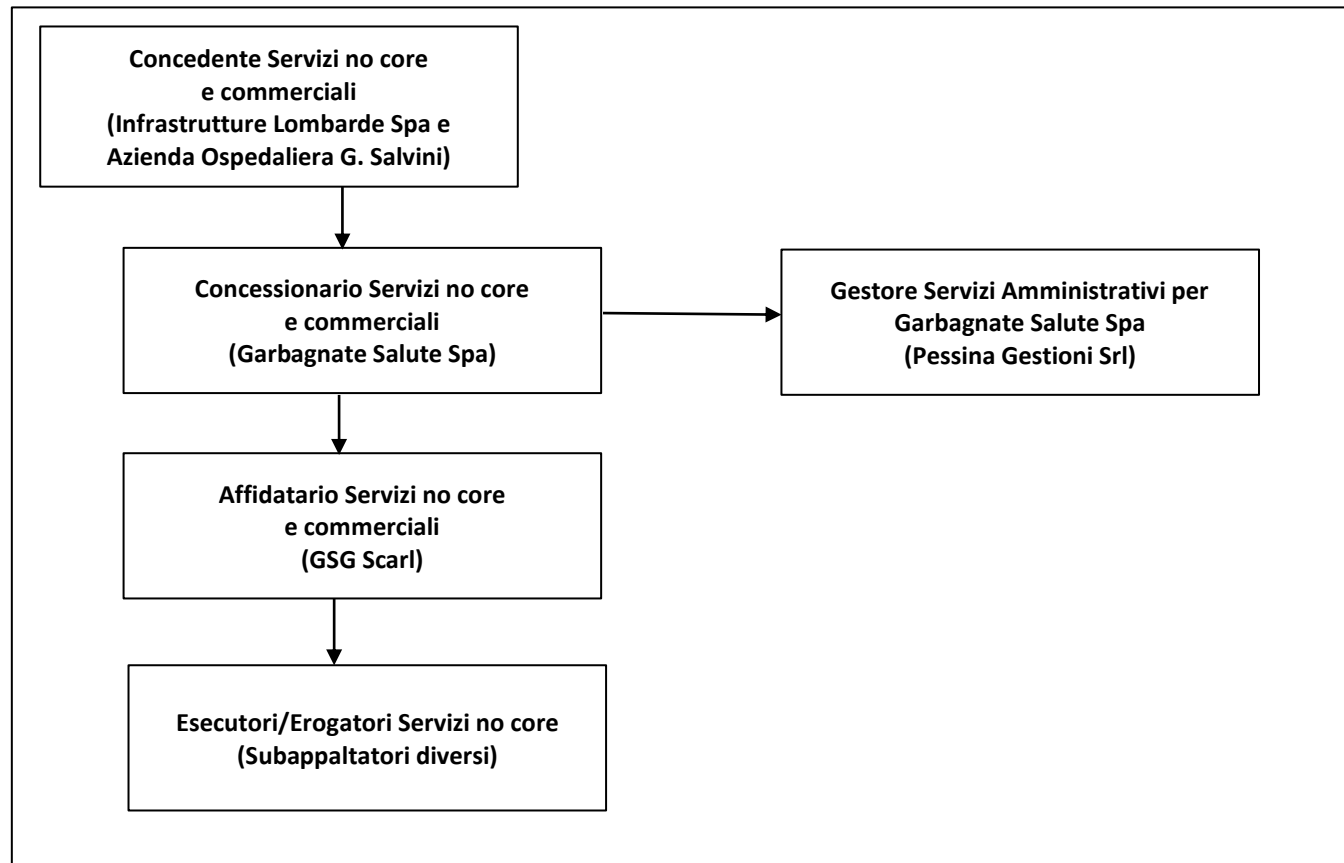 Concedente Servizi no core
e commerciali
(Infrastrutture Lombarde Spa e
Azienda Ospedaliera G. Salvini)
Concessionario Servizi no core
e commerciali
(Garbagnate Salute Spa)
Gestore Servizi Amministrativi per
Garbagnate Salute Spa
(Pessina Gestioni Srl)
Affidatario Servizi no core
e commerciali
(GSG Scarl)
Esecutori/Erogatori Servizi no core
(Subappaltatori diversi)